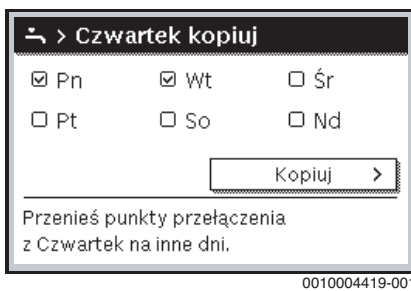 > Czwartek kopiuj
Pn Wt Śr
Pt So Nd
Kopiuj >
Przenieś punkty przełączenia
z Czwartek na inne dni.
0010004419-001